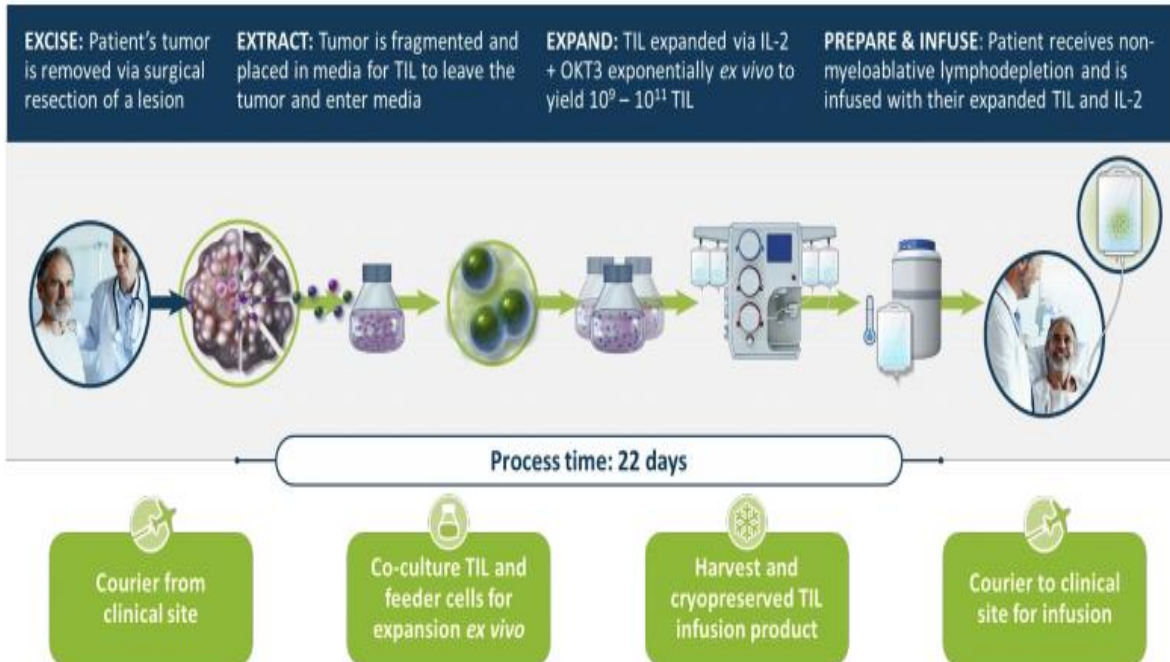 EXCISE: Patient's tumor
is removed via surgical
resection of a lesion
EXTRACT: Tumor is fragmented and
placed in media for TIL to leave the
tumor and enter media
EXPAND: TIL expanded via IL-2
+ OKT3 exponentially ex vivo to
yield 10⁹ – 10¹¹ TIL
PREPARE & INFUSE: Patient receives non-
myeloablative lymphodepletion and is
infused with their expanded TIL and IL-2
Process time: 22 days
Courier from
clinical site
Co-culture TIL and
feeder cells for
expansion ex vivo
Harvest and
cryopreserved TIL
infusion product
Courier to clinical
site for infusion